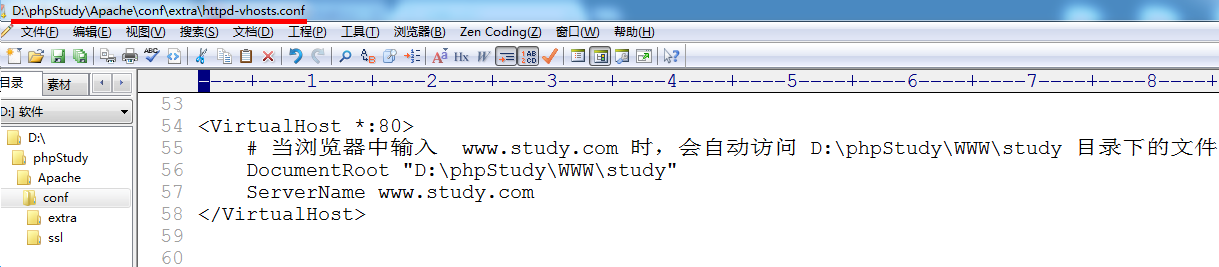 D:\phpStudy\Apache\conf\extra\httpd-vhosts.conf
文件(F) 编辑(E) 视图(V) 搜索(S) 文档(D) 工程(P) 工具(T) 浏览器(B) Zen Coding(Z) 窗口(W) 帮助(H)
ABC Hx W 1AB 2CD
目录 素材
----+----1----+----2----+----3----+----4----+----5----+----6----+----7----+----8----+
D:] 软件
D:\
phpStudy
Apache
conf
extra
ssl
53
54 <VirtualHost *:80>
55 # 当浏览器中输入 www.study.com 时，会自动访问 D:\phpStudy\WWW\study 目录下的文件
56 DocumentRoot "D:\phpStudy\WWW\study"
57 ServerName www.study.com
58 </VirtualHost>
59
60